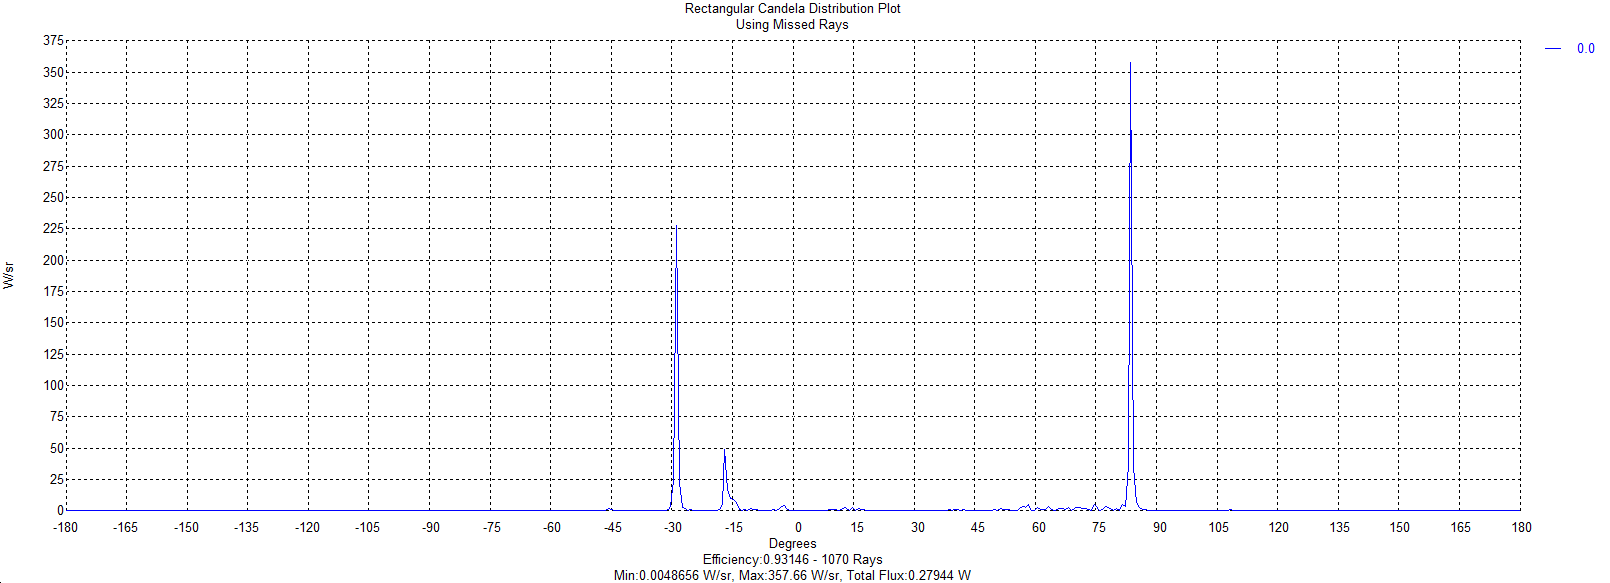 Rectangular Candela Distribution Plot
Using Missed Rays
0.0
375
350
325
300
275
250
225
200
175
150
125
100
75
50
25
0
W/sr
-180 -165 -150 -135 -120 -105 -90 -75 -60 -45 -30 -15 0 15 30 45 60 75 90 105 120 135 150 165 180
Degrees
Efficiency:0.93146 - 1070 Rays
Min:0.0048656 W/sr, Max:357.66 W/sr, Total Flux:0.27944 W